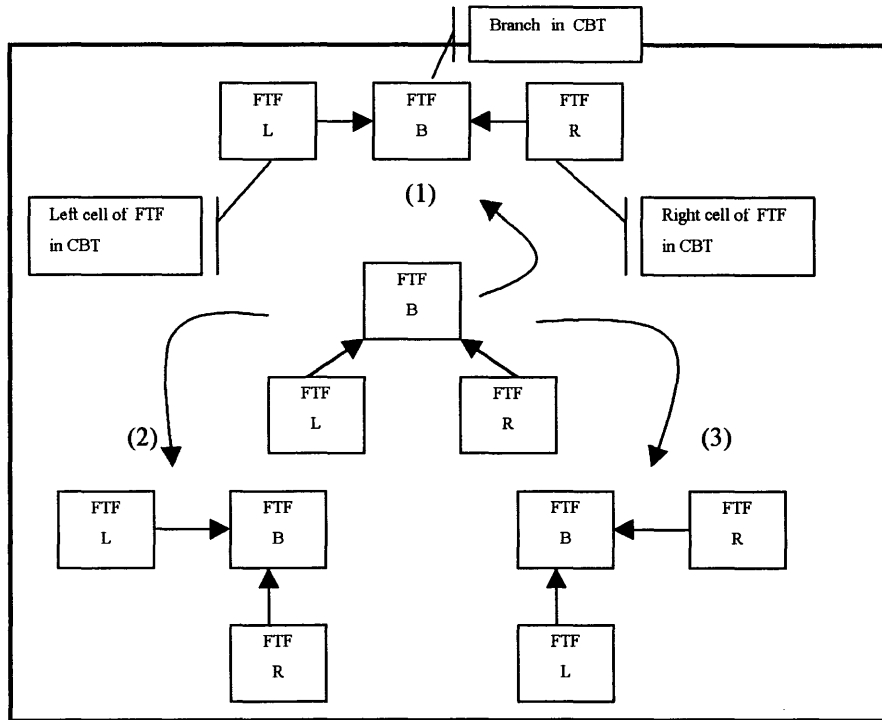 Branch in CBT
FTF
L
FTF
B
FTF
R
(1)
Left cell of FTF
in CBT
Right cell of FTF
in CBT
FTF
B
FTF
L
FTF
R
(2)
(3)
FTF
L
FTF
B
FTF
B
FTF
R
FTF
R
FTF
L